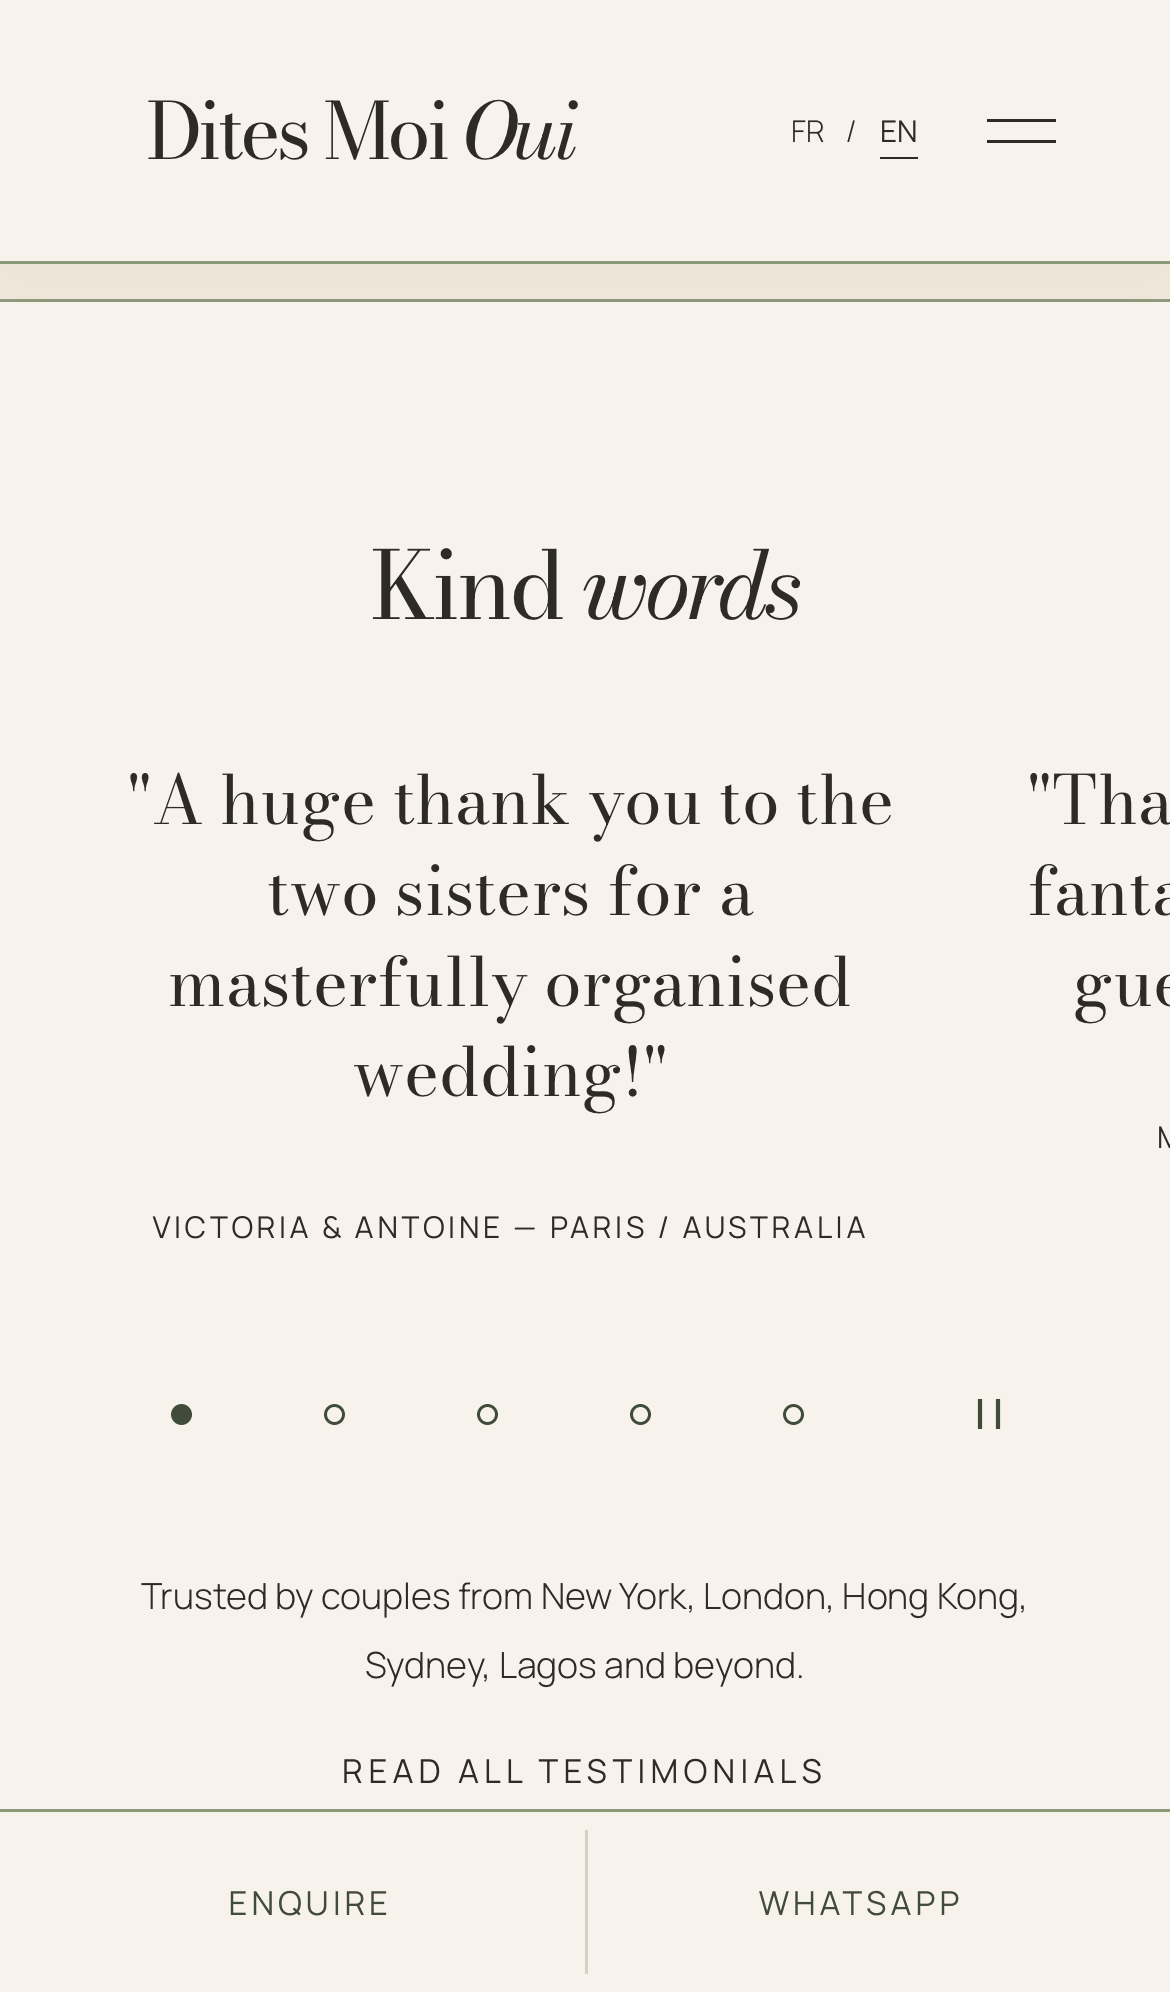 Dites Moi Oui
FR / EN
Kind words
"A huge thank you to the
two sisters for a
masterfully organised
wedding!"
VICTORIA & ANTOINE — PARIS / AUSTRALIA
Trusted by couples from New York, London, Hong Kong,
Sydney, Lagos and beyond.
READ ALL TESTIMONIALS
ENQUIRE
WHATSAPP